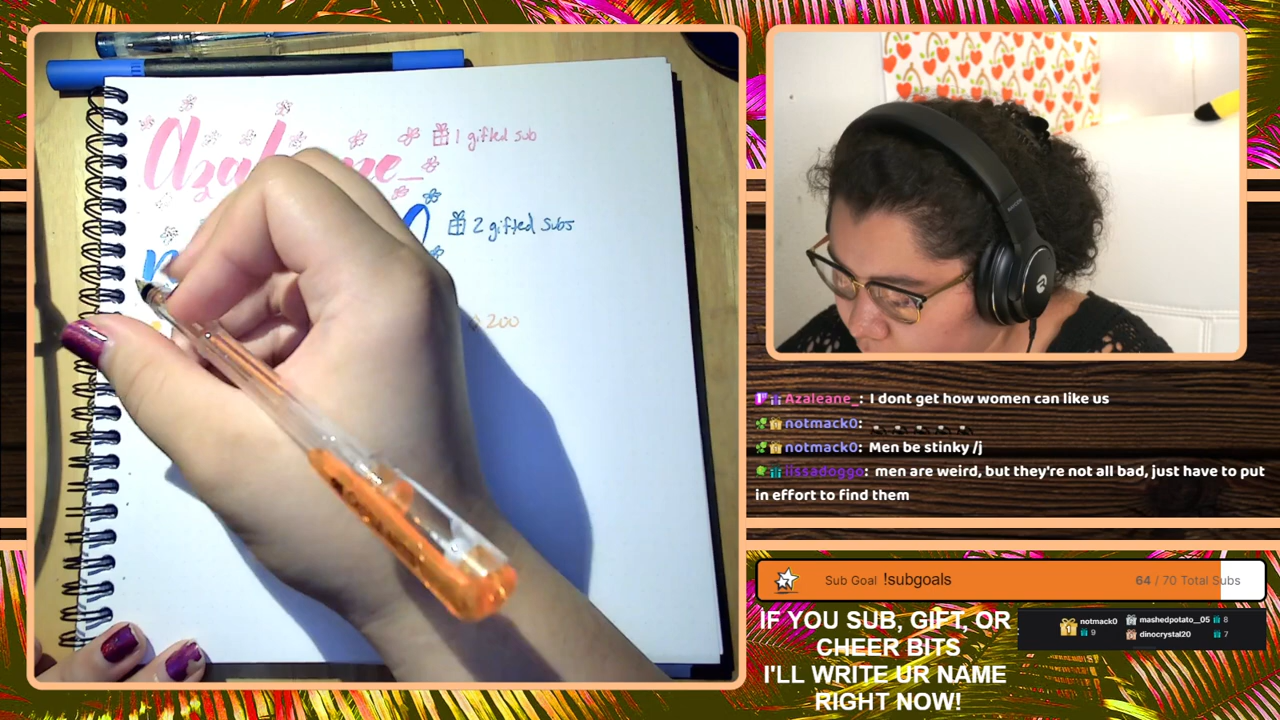 Azaleane_ 1 gifted sub
2 gifted subs
200
Azaleane_: I dont get how women can like us
notmack0:
notmack0: Men be stinky /j
lissadoggo: men are weird, but they're not all bad, just have to put
in effort to find them
Sub Goal !subgoals 64 / 70 Total Subs
IF YOU SUB, GIFT, OR
CHEER BITS
I'LL WRITE UR NAME
RIGHT NOW!
notmack0 9
mashedpotato_05 8
dinocrystal20 7